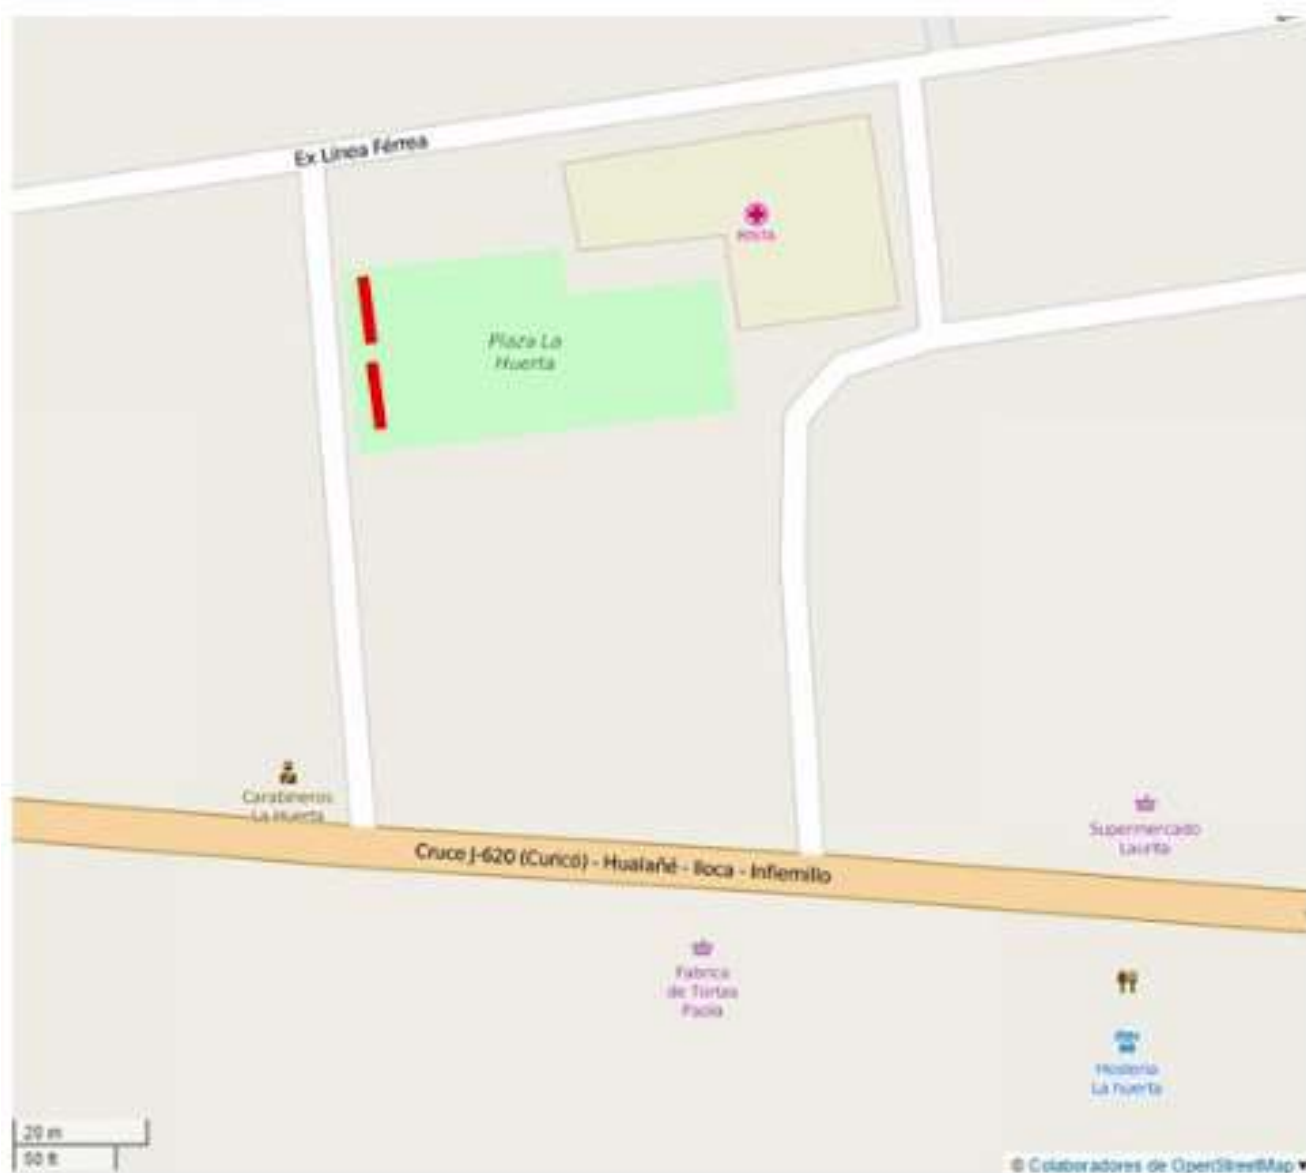 Ex Línea Férrea
Posta
Plaza La
Huerta
Carabineros
La Huerta
Cruce J-620 (Curicó) - Hualañé - Iloca - Infiernillo
Supermercado
Laurita
Fabrica
de Tortas
Paola
Hosteria
La huerta
20 m
50 ft
© Colaboradores de OpenStreetMap